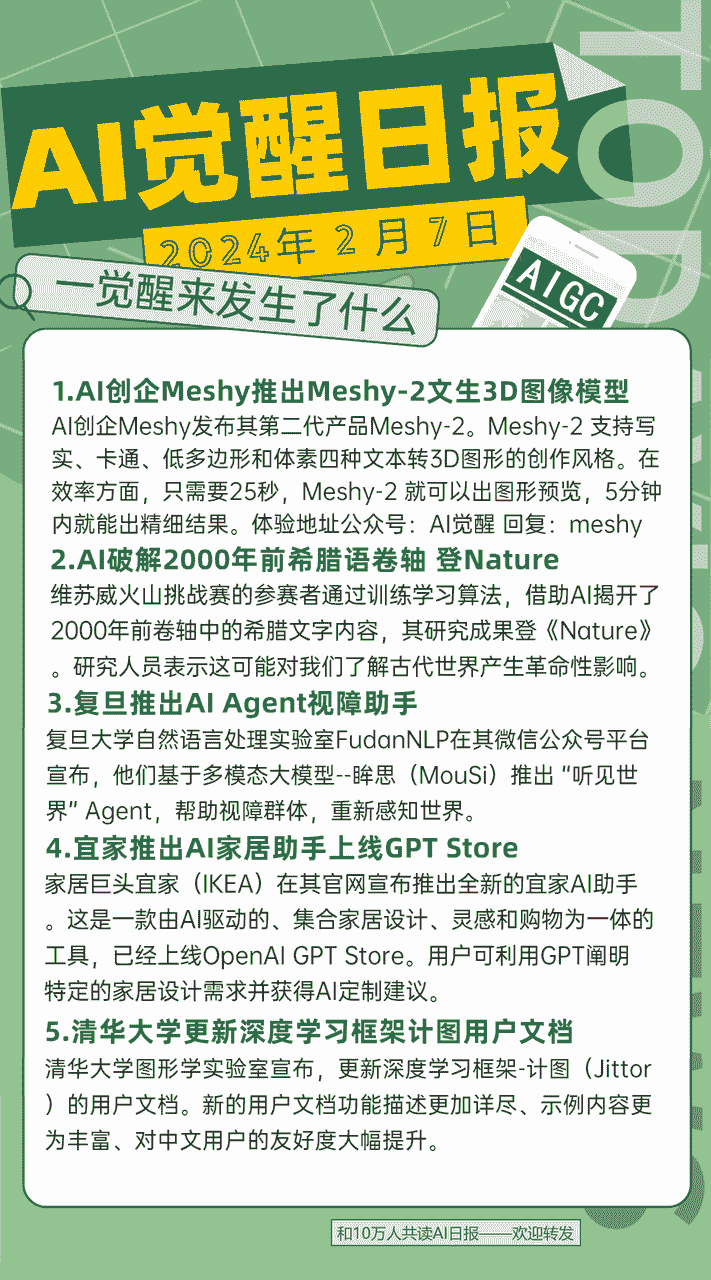 AI觉醒日报
2024年2月7日
一觉醒来发生了什么
AIGC
TOP
1.AI创企Meshy推出Meshy-2文生3D图像模型
AI创企Meshy发布其第二代产品Meshy-2。Meshy-2 支持写
实、卡通、低多边形和体素四种文本转3D图形的创作风格。在
效率方面，只需要25秒，Meshy-2 就可以出图形预览，5分钟
内就能出精细结果。体验地址公众号：AI觉醒 回复：meshy
2.AI破解2000年前希腊语卷轴 登Nature
维苏威火山挑战赛的参赛者通过训练学习算法，借助AI揭开了
2000年前卷轴中的希腊文字内容，其研究成果登《Nature》
。研究人员表示这可能对我们了解古代世界产生革命性影响。
3.复旦推出AI Agent视障助手
复旦大学自然语言处理实验室FudanNLP在其微信公众号平台
宣布，他们基于多模态大模型--眸思（MouSi）推出“听见世
界”Agent，帮助视障群体，重新感知世界。
4.宜家推出AI家居助手上线GPT Store
家居巨头宜家（IKEA）在其官网宣布推出全新的宜家AI助手
。这是一款由AI驱动的、集合家居设计、灵感和购物为一体的
工具，已经上线OpenAI GPT Store。用户可利用GPT阐明
特定的家居设计需求并获得AI定制建议。
5.清华大学更新深度学习框架计图用户文档
清华大学图形学实验室宣布，更新深度学习框架-计图（Jittor
）的用户文档。新的用户文档功能描述更加详尽、示例内容更
为丰富、对中文用户的友好度大幅提升。
和10万人共读AI日报——欢迎转发